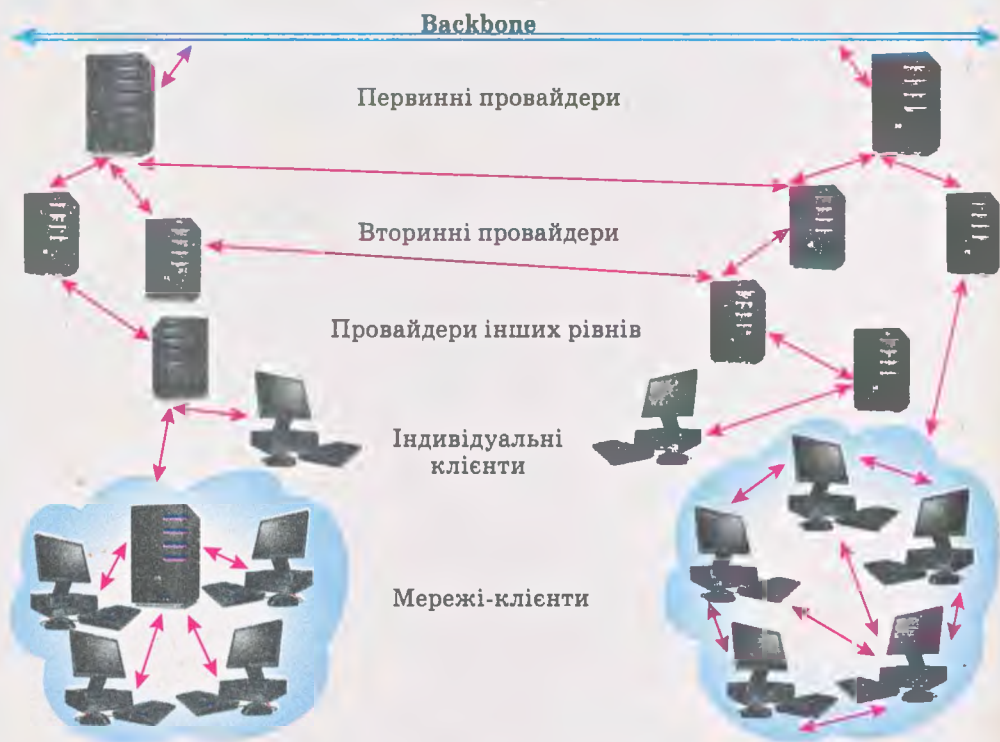 Backbone
Первинні провайдери
Вторинні провайдери
Провайдери інших рівнів
Індивідуальні
клієнти
Мережі-клієнти